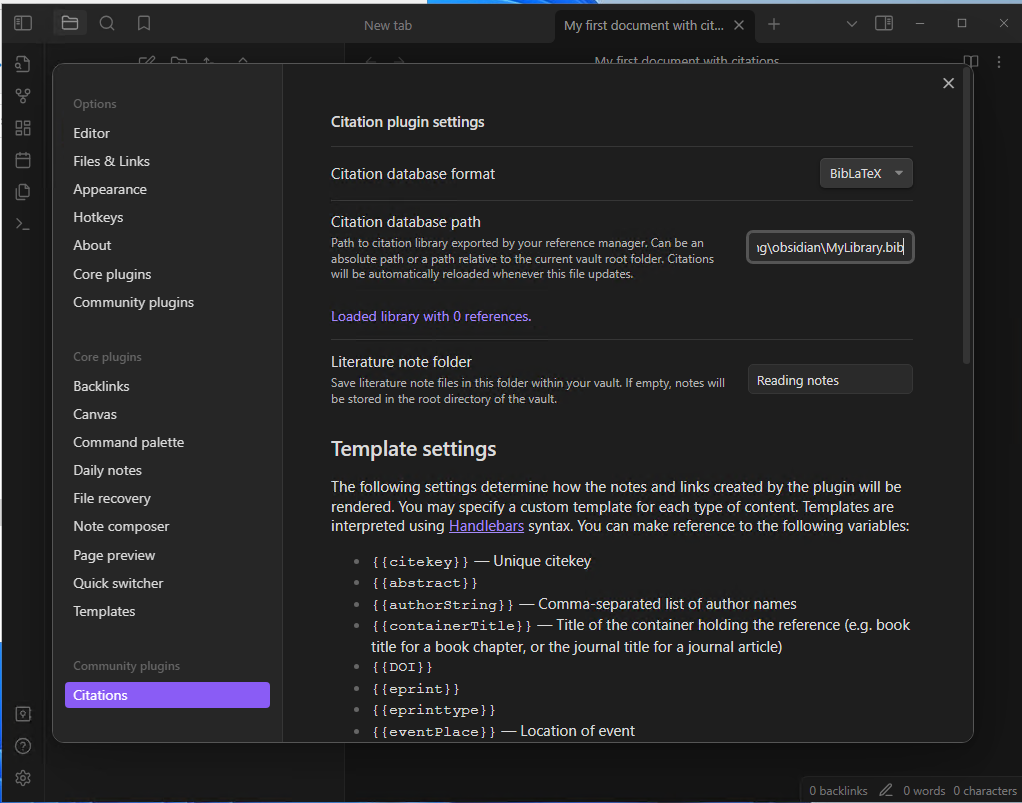 New tab
My first document with cit...
My first document with citations
Options
Editor
Files & Links
Appearance
Hotkeys
About
Core plugins
Community plugins
Core plugins
Backlinks
Canvas
Command palette
Daily notes
File recovery
Note composer
Page preview
Quick switcher
Templates
Community plugins
Citations
Citation plugin settings
Citation database format
BibLaTeX
Citation database path
Path to citation library exported by your reference manager. Can be an
absolute path or a path relative to the current vault root folder. Citations
will be automatically reloaded whenever this file updates.
ng\obsidian\MyLibrary.bib
Loaded library with 0 references.
Literature note folder
Save literature note files in this folder within your vault. If empty, notes will
be stored in the root directory of the vault.
Reading notes
Template settings
The following settings determine how the notes and links created by the plugin will be
rendered. You may specify a custom template for each type of content. Templates are
interpreted using Handlebars syntax. You can make reference to the following variables:
• {{citekey}} — Unique citekey
• {{abstract}}
• {{authorString}} — Comma-separated list of author names
• {{containerTitle}} — Title of the container holding the reference (e.g. book
title for a book chapter, or the journal title for a journal article)
• {{DOI}}
• {{eprint}}
• {{eprinttype}}
• {{eventPlace}} — Location of event
0 backlinks 0 words 0 characters